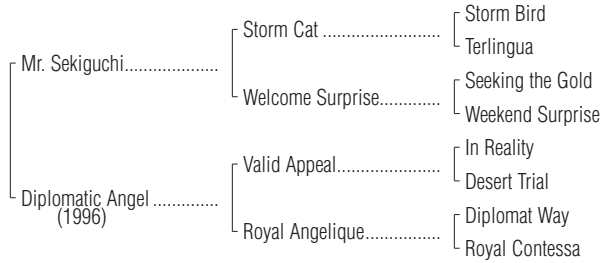 Storm Bird
Storm Cat ........................
Terlingua
Mr. Sekiguchi....................
Seeking the Gold
Welcome Surprise.............
Weekend Surprise
In Reality
Valid Appeal......................
Desert Trial
Diplomatic Angel ..............
(1996)
Diplomat Way
Royal Angelique................
Royal Contessa